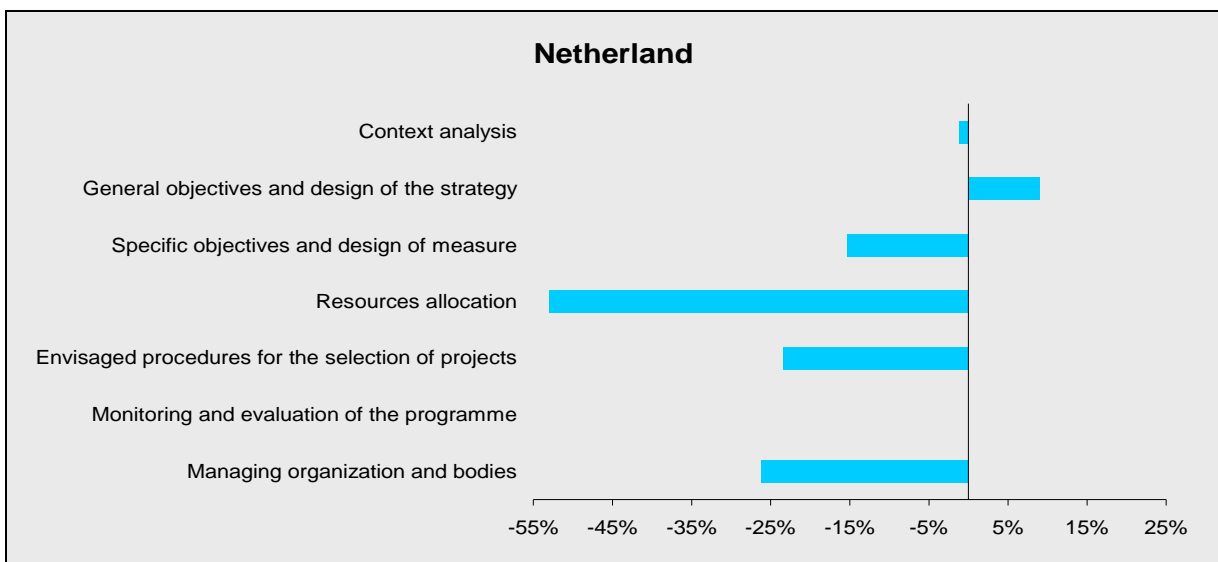 Netherland
Context analysis
General objectives and design of the strategy
Specific objectives and design of measure
Resources allocation
Envisaged procedures for the selection of projects
Monitoring and evaluation of the programme
Managing organization and bodies
-55% -45% -35% -25% -15% -5% 5% 15% 25%